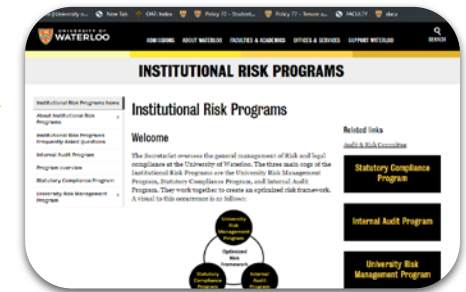 New Tab
OAT: Index
Policy 72 - Student...
Policy 77 - Tenure a...
FACULTY
UNIVERSITY OF
WATERLOO
ADMISSIONS
ABOUT WATERLOO
FACULTIES & ACADEMICS
OFFICES & SERVICES
SUPPORT WATERLOO
SEARCH
INSTITUTIONAL RISK PROGRAMS
Institutional Risk Programs home
About Institutional Risk
Programs
Institutional Risk Programs
Frequently Asked Questions
Internal Audit Program
Program overview
Statutory Compliance Program
University Risk Management
Program
Institutional Risk Programs
Welcome
The Secretariat oversees the general management of Risk and legal
compliance at the University of Waterloo. The three main cogs of the
Institutional Risk Programs are the University Risk Management
Program, Statutory Compliance Program, and Internal Audit
Program. They work together to create an optimized risk framework.
A visual to this occurrence is as follows:
University
Risk
Management
Program
Optimized
Risk
Framework
Statutory
Compliance
Program
Internal
Audit
Program
Related links
Audit & Risk Committee
Statutory Compliance
Program
Internal Audit Program
University Risk
Management Program